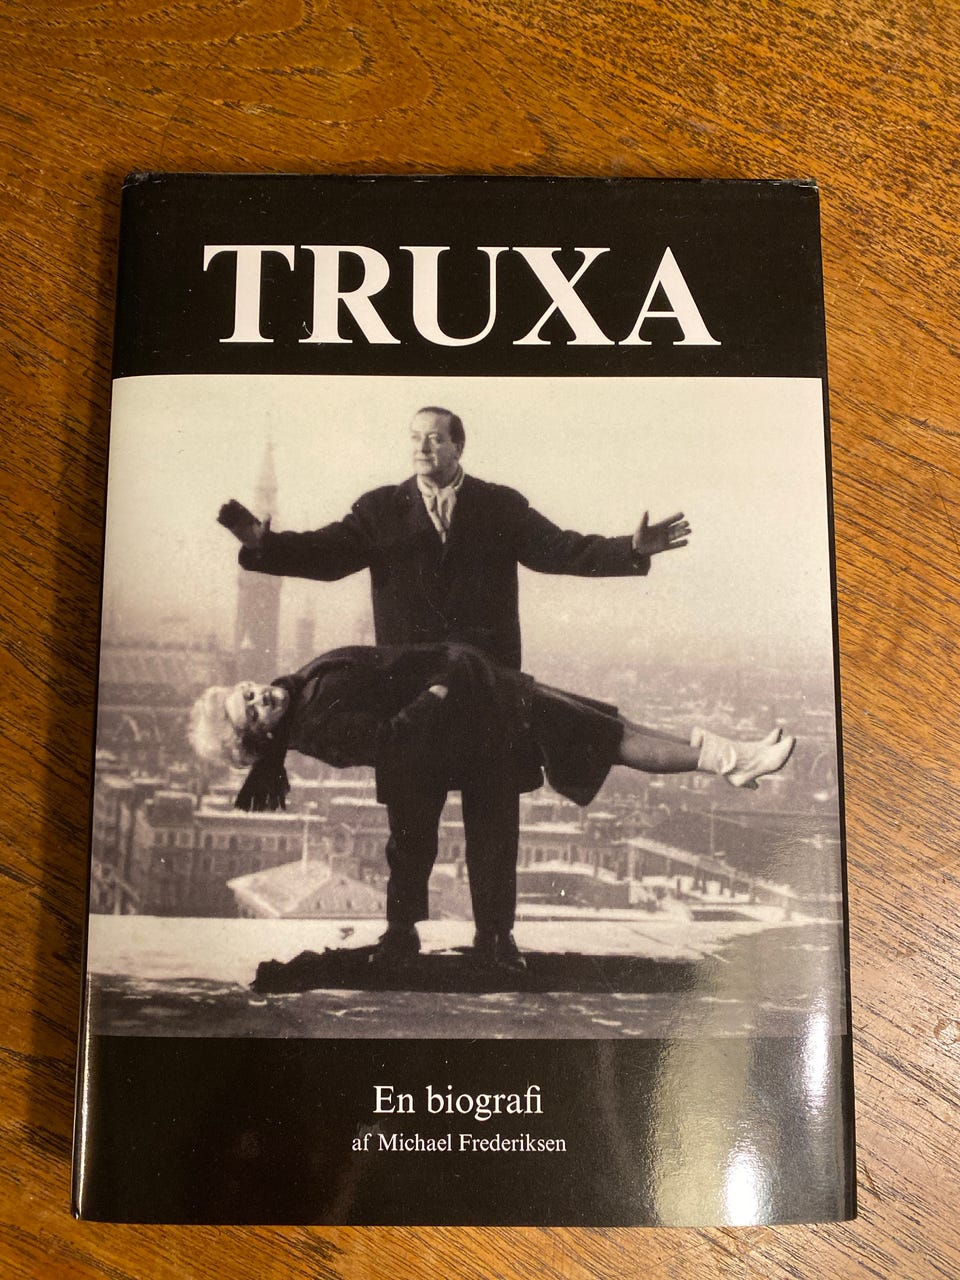 TRUXA
En biografi
af Michael Frederiksen